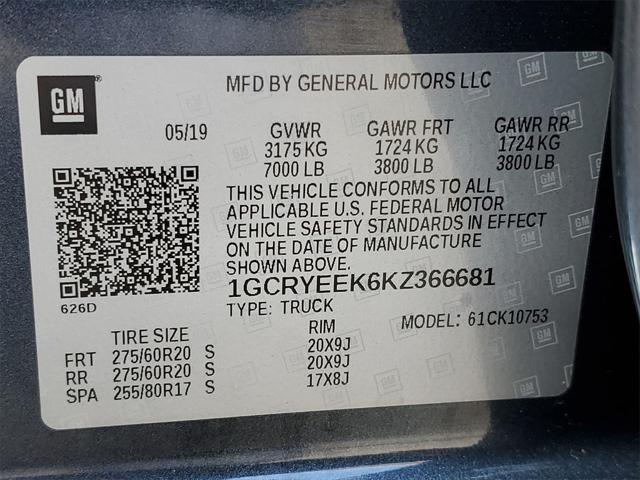 GM
MFD BY GENERAL MOTORS LLC
05/19 GVWR GAWR FRT GAWR RR
3175 KG 1724 KG 1724 KG
7000 LB 3800 LB 3800 LB
THIS VEHICLE CONFORMS TO ALL
APPLICABLE U.S. FEDERAL MOTOR
VEHICLE SAFETY STANDARDS IN EFFECT
ON THE DATE OF MANUFACTURE
SHOWN ABOVE.
1GCRYEEK6KZ366681
626D
TYPE: TRUCK
MODEL: 61CK10753
TIRE SIZE RIM
FRT 275/60R20 S 20X9J
RR 275/60R20 S 20X9J
SPA 255/80R17 S 17X8J